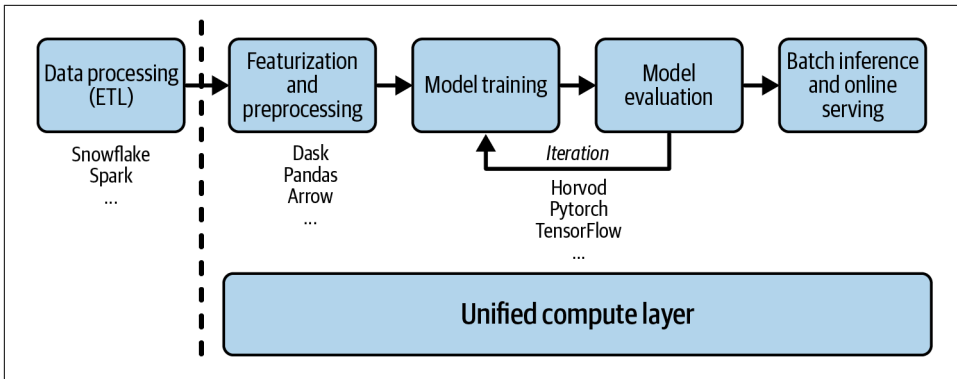 Data processing
(ETL)
Featurization
and
preprocessing
Model training
Model
evaluation
Batch inference
and online
serving
Snowflake
Spark
...
Dask
Pandas
Arrow
...
Iteration
Horvod
Pytorch
TensorFlow
...
Unified compute layer